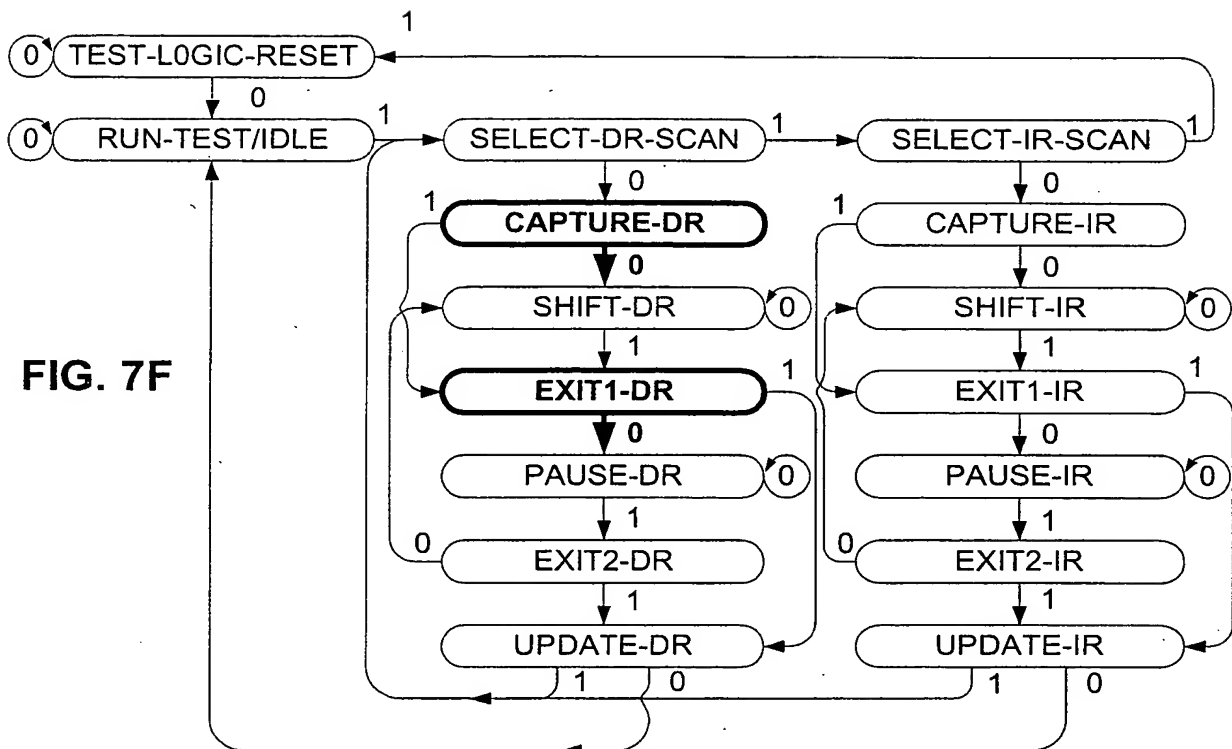 1
0 TEST-L0GIC-RESET
0
0 RUN-TEST/IDLE 1 SELECT-DR-SCAN 1 SELECT-IR-SCAN 1
0 0
1 CAPTURE-DR 1 CAPTURE-IR
0 0
SHIFT-DR 0 SHIFT-IR 0
1 1
FIG. 7F
EXIT1-DR 1 EXIT1-IR 1
0 0
PAUSE-DR 0 PAUSE-IR 0
1 1
0 EXIT2-DR 0 EXIT2-IR
1 1
UPDATE-DR UPDATE-IR
1 0 1 0